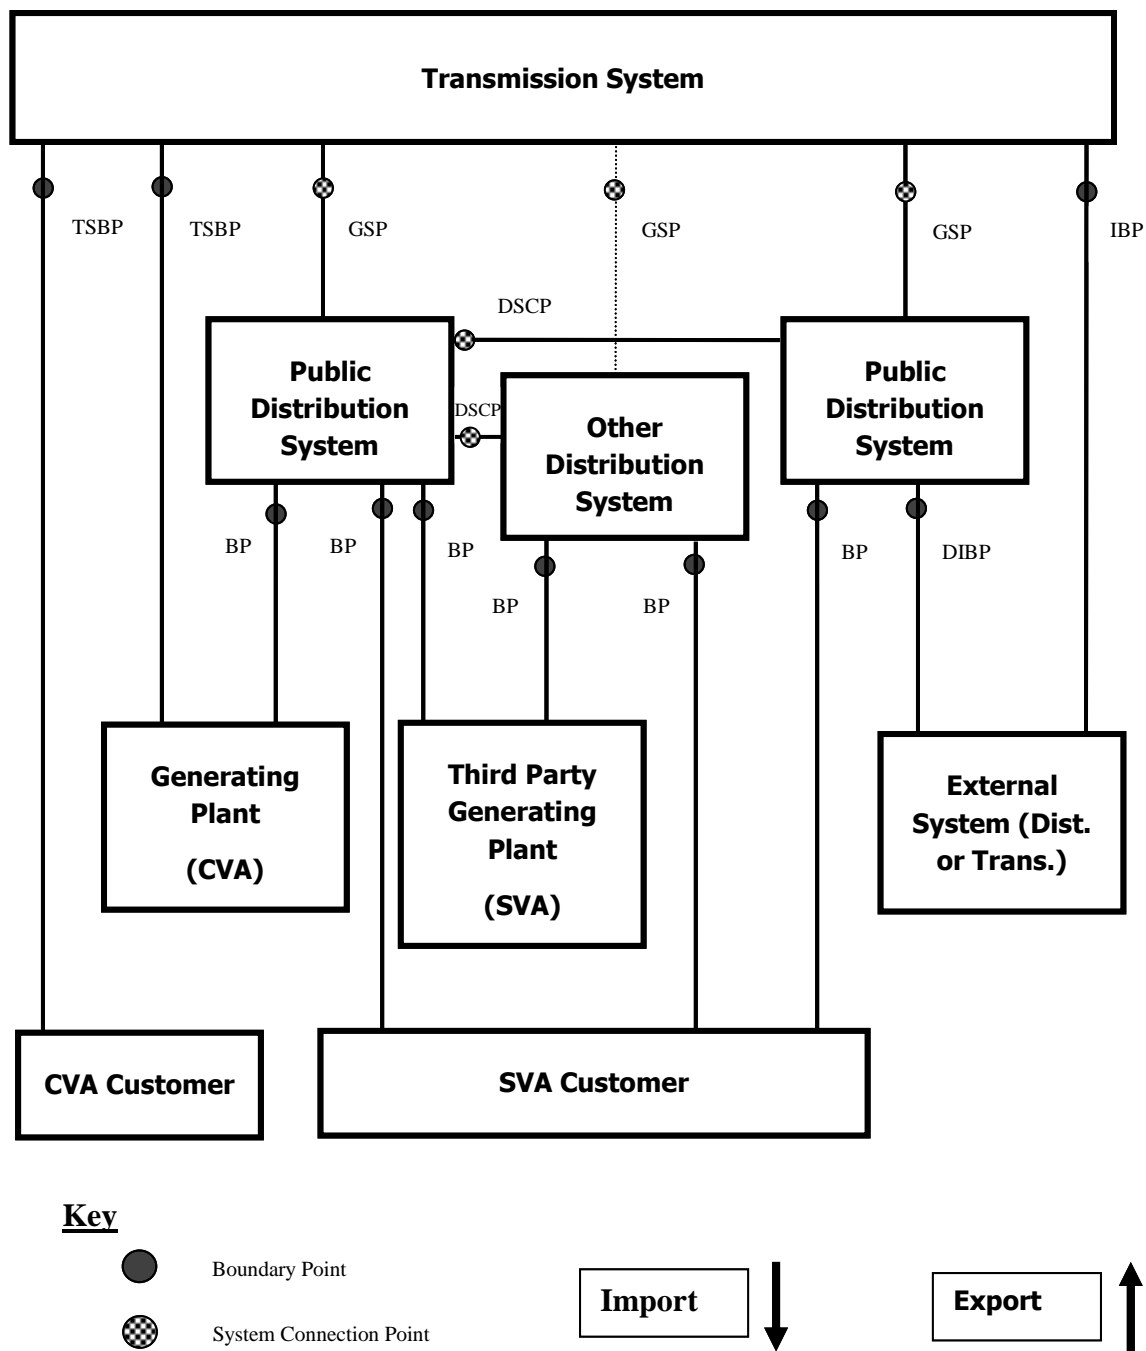 Transmission System
TSBP
TSBP
GSP
GSP
GSP
IBP
DSCP
Public
Distribution
System
DSCP
Other
Distribution
System
Public
Distribution
System
BP
BP
BP
BP
BP
BP
DIBP
Generating
Plant
(CVA)
Third Party
Generating
Plant
(SVA)
External
System (Dist.
or Trans.)
CVA Customer
SVA Customer
Key
Boundary Point
System Connection Point
Import
Export